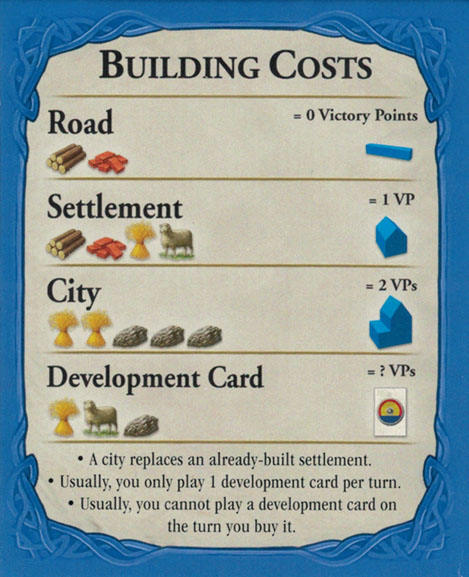 BUILDING COSTS
Road
= 0 Victory Points
Settlement
= 1 VP
City
= 2 VPs
Development Card
= ? VPs
• A city replaces an already-built settlement.
• Usually, you only play 1 development card per turn.
• Usually, you cannot play a development card on
the turn you buy it.